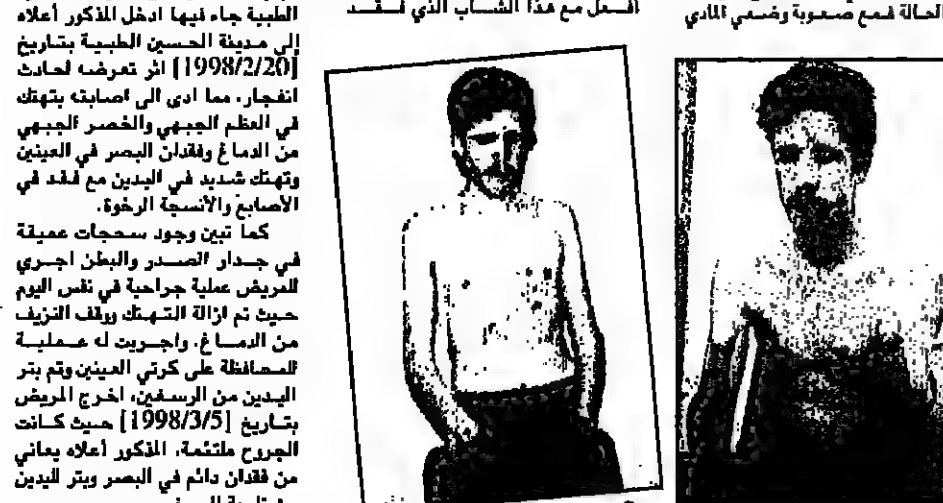 الحالة فمع صعوبة وضعي المادي
افعل مع هذا الشاب الذي فقد
الطبية جاء فيها ادخل المذكور أعلاه
إلى مدينة الحسين الطبية بتاريخ
[1998/2/20] اثر تعرضه لحادث
انفجار، مما ادى الى اصابته بتهتك
في العظم الجبهي والخصر الجبهي
من الدماغ وفقدان البصر في العينين
وتهتك شديد في اليدين مع فقد في
الأصابع والأنسجة الرخوة.
كما تبين وجود سحجات عميقة
في جدار الصدر والبطن اجري
للمريض عملية جراحية في نفس اليوم
حيث تم ازالة التهتك ووقف النزيف
من الدماغ، واجريت له عملية
للمحافظة على كرتي العينين وتم بتر
اليدين من الرسغين، اخرج المريض
بتاريخ [1998/3/5] حيث كانت
الجروح ملتئمة، المذكور أعلاه يعاني
من فقدان دائم في البصر وبتر لليدين